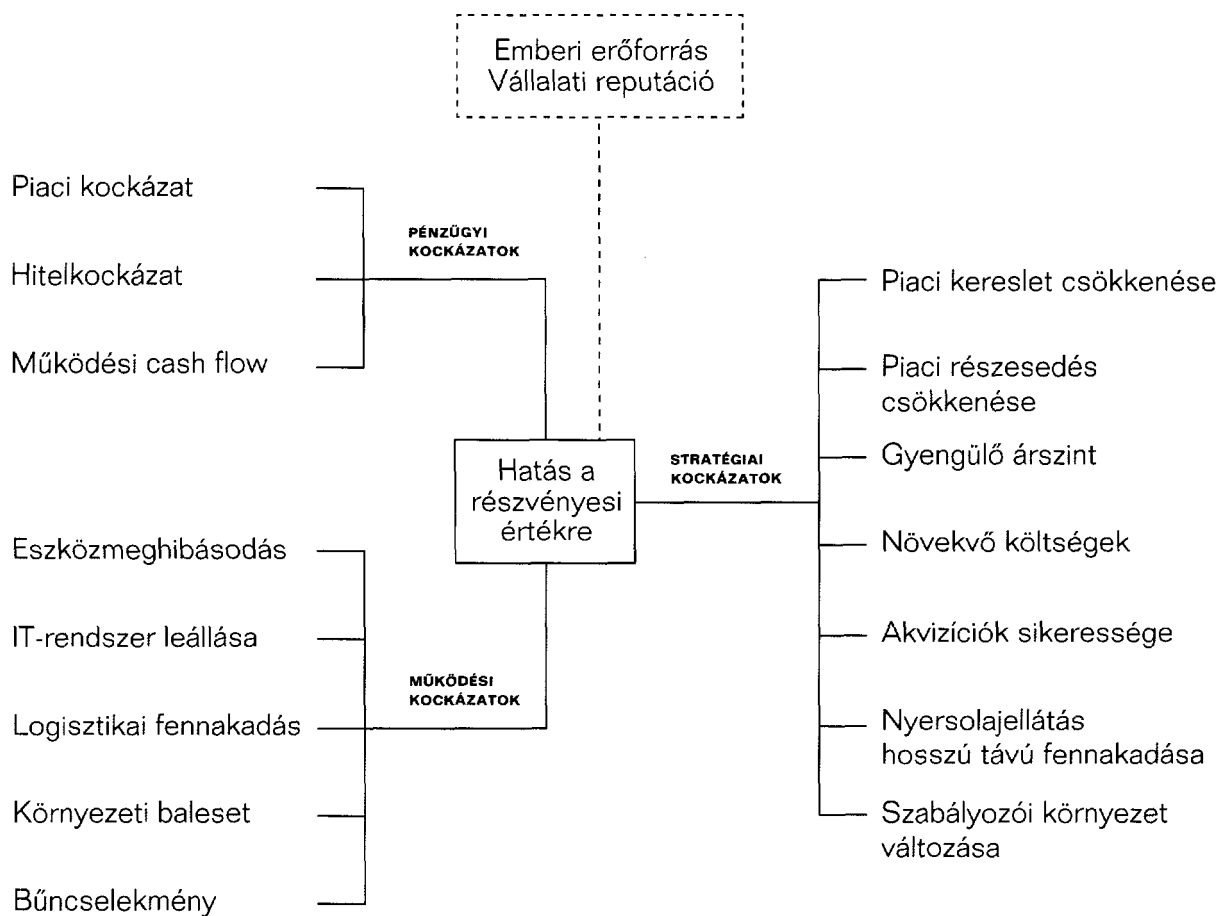 Emberi erőforrás
Vállalati reputáció
Piaci kockázat
Hitelkockázat
Működési cash flow
PÉNZÜGYI
KOCKÁZATOK
Hatás a
részvényesi
értékre
STRATÉGIAI
KOCKÁZATOK
Piaci kereslet csökkenése
Piaci részesedés
csökkenése
Gyengülő árszint
Növekvő költségek
Akvizíciók sikeressége
Nyersolajellátás
hosszú távú fennakadása
Szabályozói környezet
változása
Eszközmeghibásodás
IT-rendszer leállása
Logisztikai fennakadás
Környezeti baleset
Bűncselekmény
MŰKÖDÉSI
KOCKÁZATOK